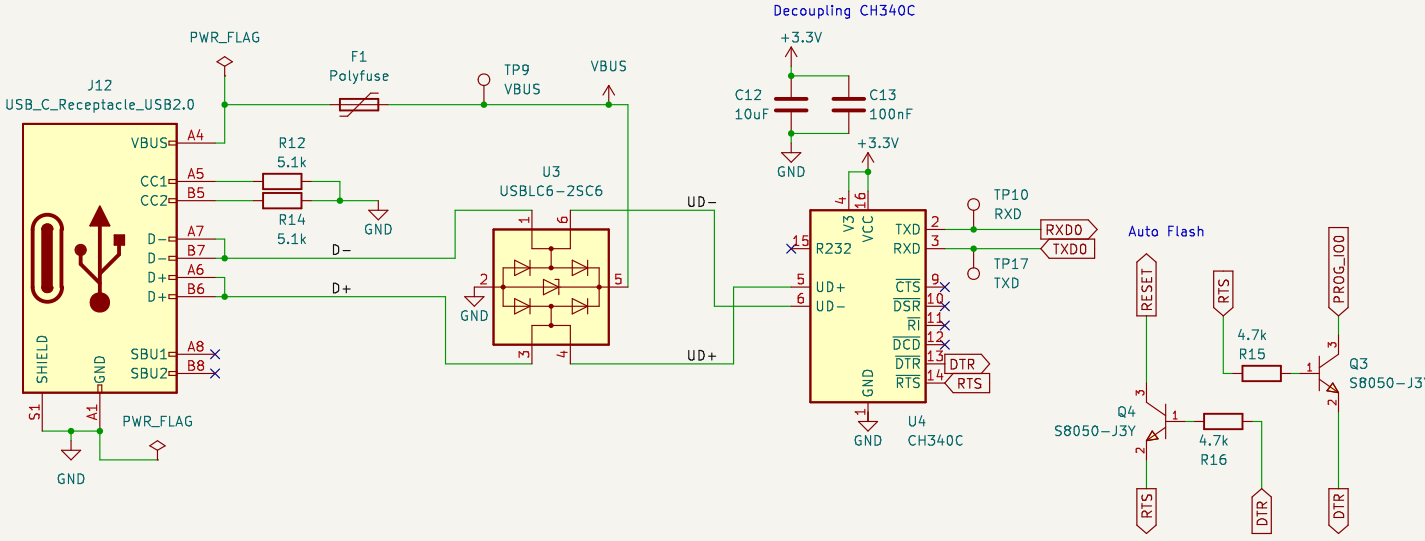 Decoupling CH340C
PWR_FLAG
+3.3V
F1
Polyfuse
TP9
VBUS
VBUS
J12
USB_C_Receptacle_USB2.0
C12
10uF
C13
100nF
VBUS
A4
R12
5.1k
+3.3V
GND
CC1
A5
CC2
B5
R14
5.1k
GND
U3
USBLC6-2SC6
1
6
UD-
4
16
V3
VCC
TP10
RXD
TXD
2
RXD0
RXD
3
TXD0
15
R232
TP17
TXD
Auto Flash
D-
A7
D-
B7
D-
D+
A6
D+
B6
D+
2
5
GND
5
UD+
6
UD-
CTS
9
DSR
10
RI
11
DCD
12
DTR
13
DTR
RTS
14
RTS
RESET
RTS
PROG_IO0
4.7k
R15
3
1
2
Q3
S8050-J3Y
SBU1
A8
SBU2
B8
3
4
UD+
SHIELD
GND
S1
A1
PWR_FLAG
GND
GND
1
GND
U4
CH340C
Q4
S8050-J3Y
3
1
2
4.7k
R16
RTS
DTR
DTR